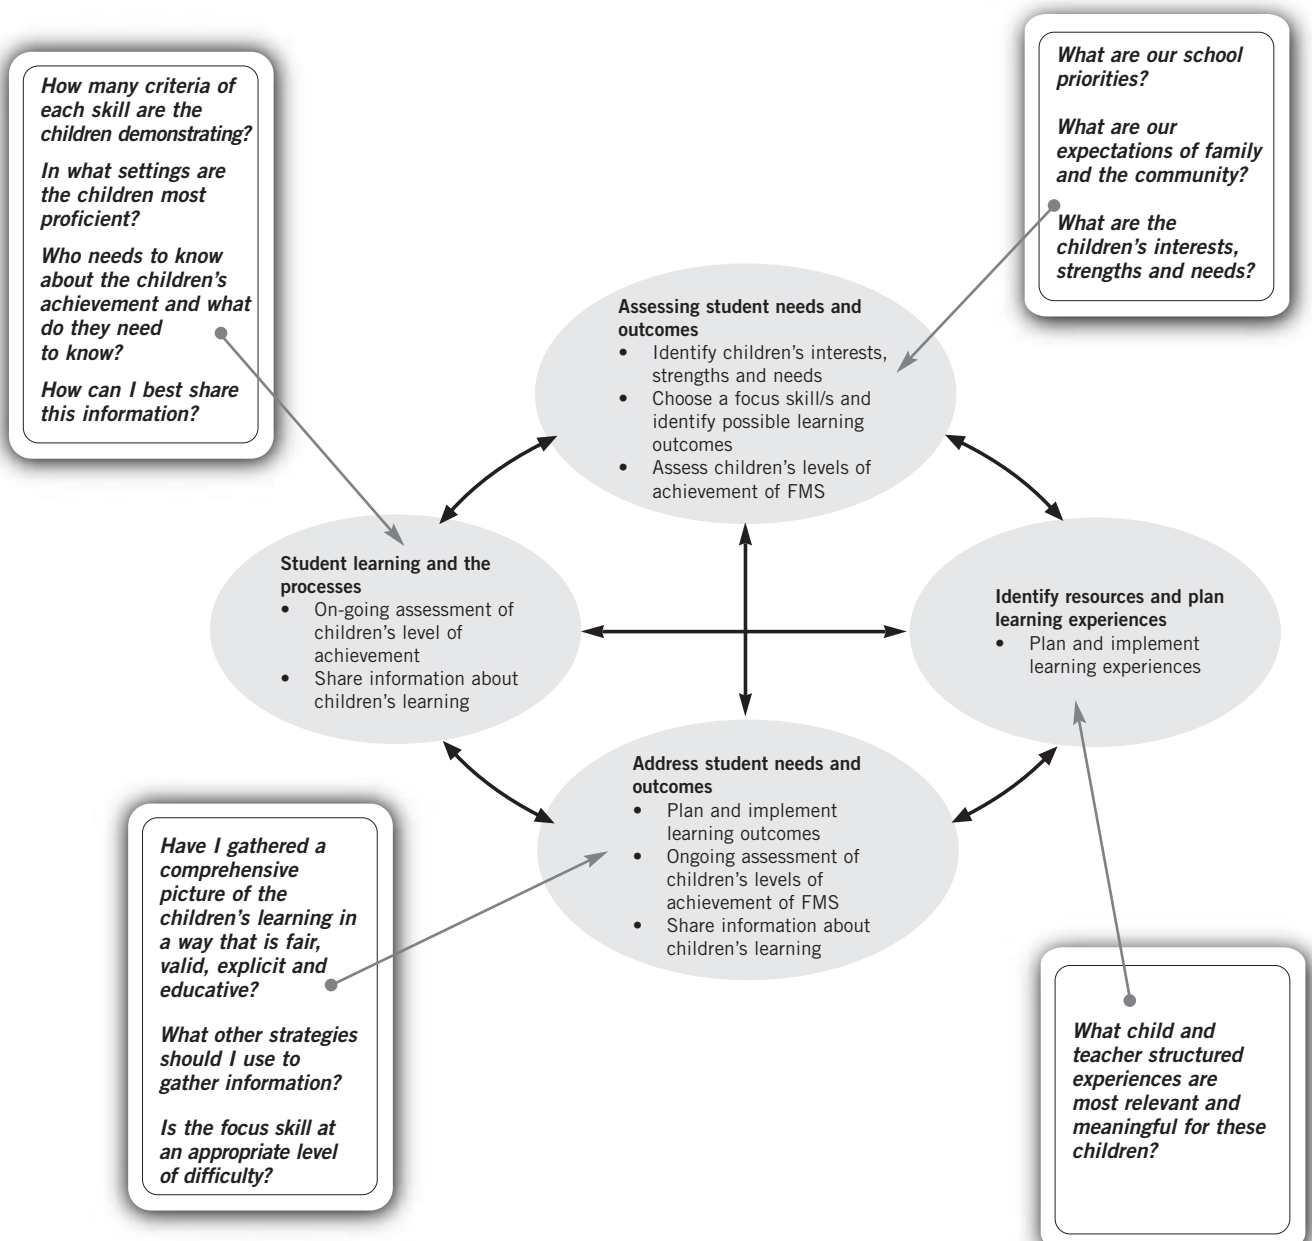 How many criteria of
each skill are the
children demonstrating?
In what settings are
the children most
proficient?
Who needs to know
about the children's
achievement and what
do they need
to know?
How can I best share
this information?
What are our school
priorities?
What are our
expectations of family
and the community?
What are the
children's interests,
strengths and needs?
Assessing student needs and
outcomes
• Identify children's interests,
strengths and needs
• Choose a focus skill/s and
identify possible learning
outcomes
• Assess children's levels of
achievement of FMS
Student learning and the
processes
• On-going assessment of
children's level of
achievement
• Share information about
children's learning
Identify resources and plan
learning experiences
• Plan and implement
learning experiences
Address student needs and
outcomes
• Plan and implement
learning outcomes
• Ongoing assessment of
children's levels of
achievement of FMS
• Share information about
children's learning
Have I gathered a
comprehensive
picture of the
children's learning in
a way that is fair,
valid, explicit and
educative?
What other strategies
should I use to
gather information?
Is the focus skill at
an appropriate level
of difficulty?
What child and
teacher structured
experiences are
most relevant and
meaningful for these
children?